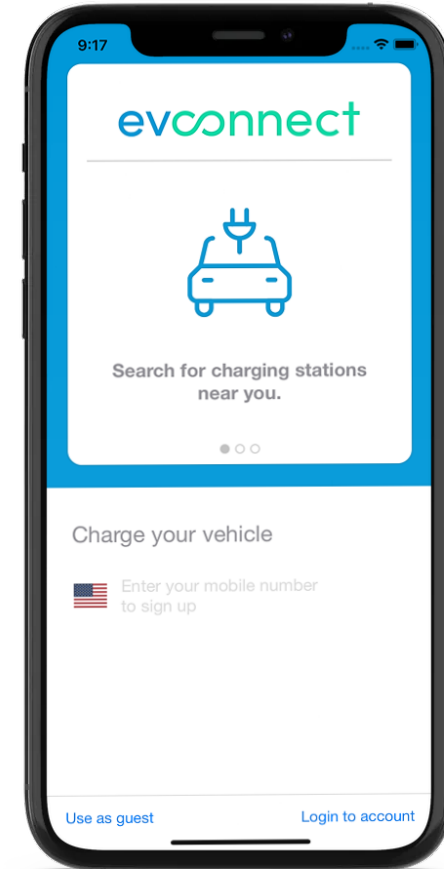 9:17
evconnect
Search for charging stations
near you.
Charge your vehicle
Enter your mobile number
to sign up
Use as guest
Login to account